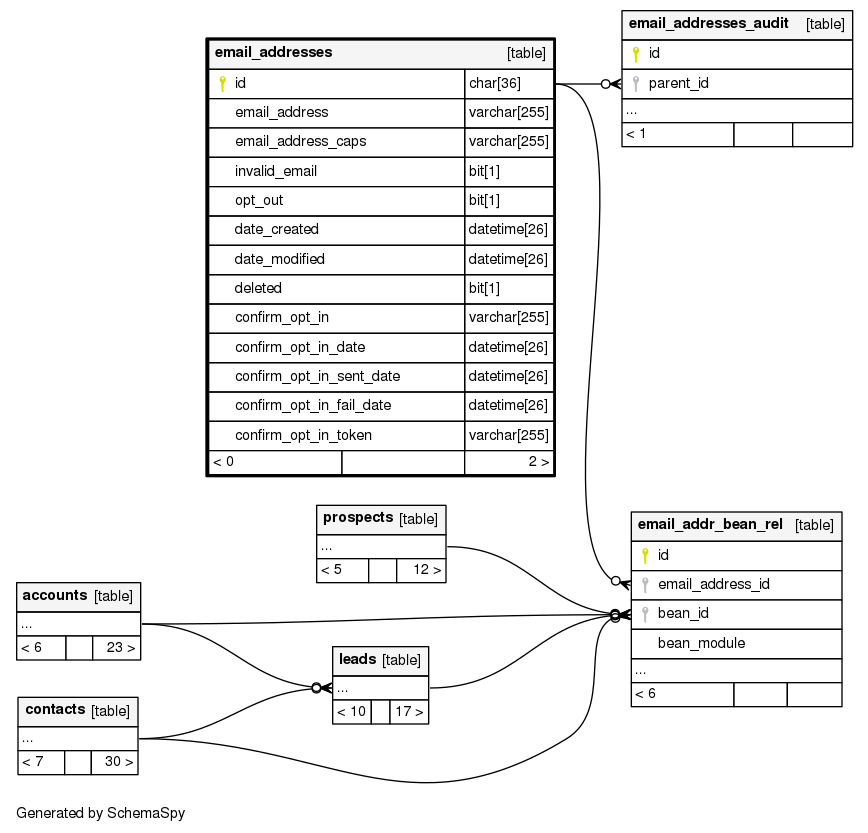 email_addresses [table]
id char[36]
email_address varchar[255]
email_address_caps varchar[255]
invalid_email bit[1]
opt_out bit[1]
date_created datetime[26]
date_modified datetime[26]
deleted bit[1]
confirm_opt_in varchar[255]
confirm_opt_in_date datetime[26]
confirm_opt_in_sent_date datetime[26]
confirm_opt_in_fail_date datetime[26]
confirm_opt_in_token varchar[255]
< 0 2 >
email_addresses_audit [table]
id
parent_id
...
< 1
prospects [table]
...
< 5 12 >
email_addr_bean_rel [table]
id
email_address_id
bean_id
bean_module
...
< 6
accounts [table]
...
< 6 23 >
leads [table]
...
< 10 17 >
contacts [table]
...
< 7 30 >
Generated by SchemaSpy